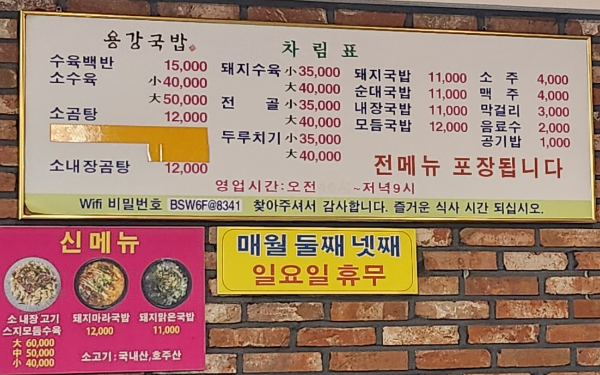 용강국밥
차림표
수육백반 15,000
소수육 小 40,000
大 50,000
소곰탕 12,000
소내장곰탕 12,000
돼지수육 小 35,000
大 40,000
전골 小 35,000
大 40,000
두루치기 小 35,000
大 40,000
돼지국밥 11,000
순대국밥 11,000
내장국밥 11,000
모듬국밥 12,000
소주 4,000
맥주 4,000
막걸리 3,000
음료수 2,000
공기밥 1,000
전메뉴 포장됩니다
영업시간:오전 ~저녁9시
Wifi 비밀번호 BSW6F@8341 찾아주셔서 감사합니다. 즐거운 식사 시간 되십시오.
신메뉴
소내장고기
스지모듬수육
大 60,000
中 50,000
小 40,000
돼지마라국밥
12,000
돼지맑은국밥
11,000
소고기 : 국내산,호주산
매월 둘째 넷째
일요일 휴무